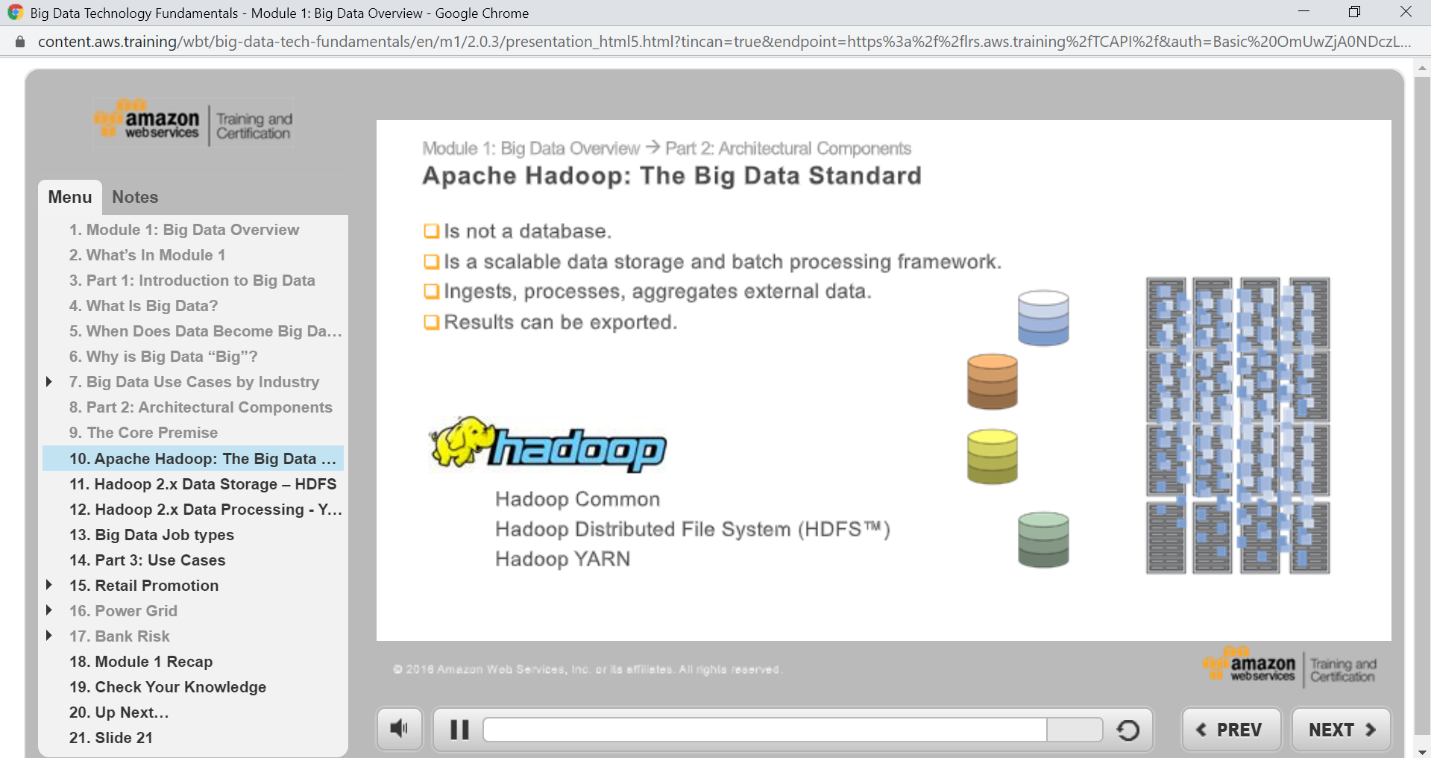 Big Data Technology Fundamentals - Module 1: Big Data Overview - Google Chrome
content.aws.training/wbt/big-data-tech-fundamentals/en/m1/2.0.3/presentation_html5.html?tincan=true&endpoint=https%3a%2f%2flrs.aws.training%2fTCAPI%2f&auth=Basic%20OmUwZjA0NDczL...
amazon
webservices
Training and
Certification
Menu
Notes
1. Module 1: Big Data Overview
2. What's In Module 1
3. Part 1: Introduction to Big Data
4. What Is Big Data?
5. When Does Data Become Big Da...
6. Why is Big Data “Big”?
7. Big Data Use Cases by Industry
8. Part 2: Architectural Components
9. The Core Premise
10. Apache Hadoop: The Big Data ...
11. Hadoop 2.x Data Storage – HDFS
12. Hadoop 2.x Data Processing - Y...
13. Big Data Job types
14. Part 3: Use Cases
15. Retail Promotion
16. Power Grid
17. Bank Risk
18. Module 1 Recap
19. Check Your Knowledge
20. Up Next...
21. Slide 21
Module 1: Big Data Overview → Part 2: Architectural Components
Apache Hadoop: The Big Data Standard
Is not a database.
Is a scalable data storage and batch processing framework.
Ingests, processes, aggregates external data.
Results can be exported.
hadoop
Hadoop Common
Hadoop Distributed File System (HDFS™)
Hadoop YARN
© 2016 Amazon Web Services, Inc. or its affiliates. All rights reserved.
amazon
webservices
Training and
Certification
PREV
NEXT